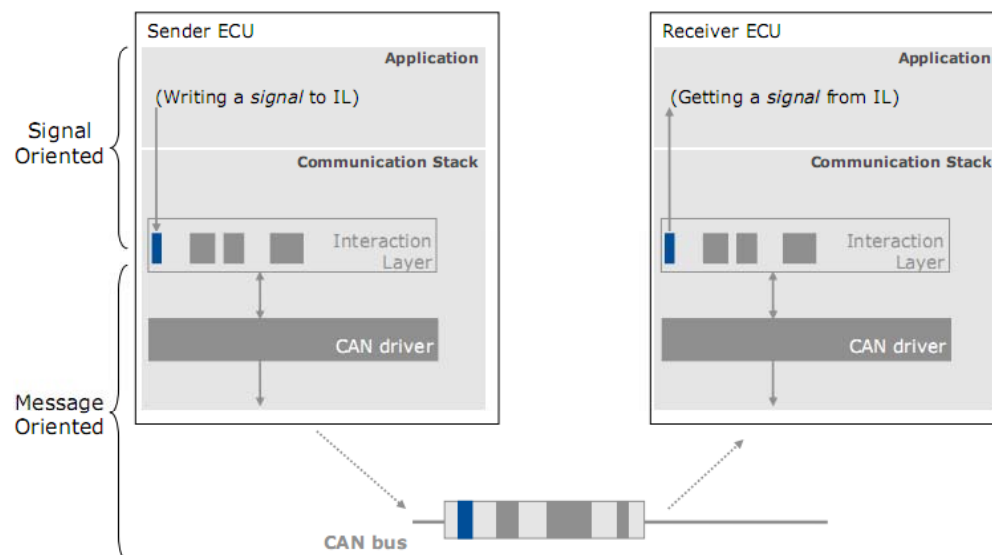 Sender ECU
Application
(Writing a signal to IL)
Communication Stack
Interaction
Layer
CAN driver
Receiver ECU
Application
(Getting a signal from IL)
Communication Stack
Interaction
Layer
CAN driver
Signal
Oriented
Message
Oriented
CAN bus